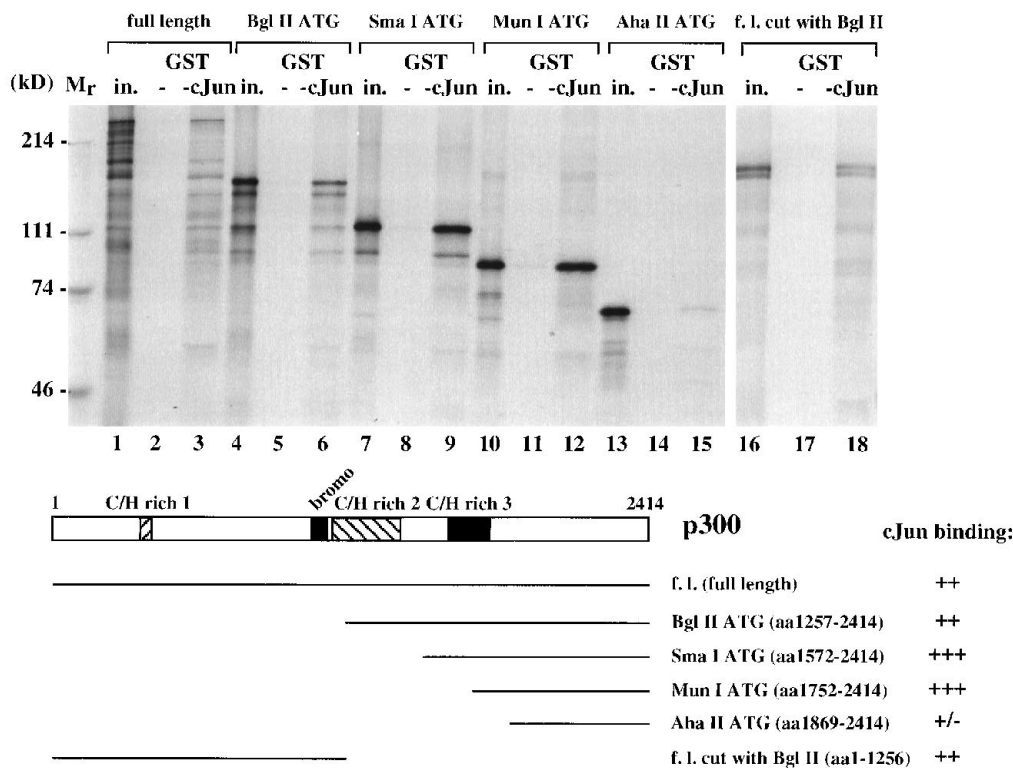 full length Bgl II ATG Sma I ATG Mun I ATG Aha II ATG f. l. cut with Bgl II
GST GST GST GST GST GST
(kD) Mr in. - -cJun in. - -cJun in. - -cJun in. - -cJun in. - -cJun in. - -cJun
214 -
111 -
74 -
46 -
1 2 3 4 5 6 7 8 9 10 11 12 13 14 15 16 17 18
1 C/H rich 1 bromo C/H rich 2 C/H rich 3 2414
p300 cJun binding:
f. l. (full length) ++
Bgl II ATG (aa1257-2414) ++
Sma I ATG (aa1572-2414) +++
Mun I ATG (aa1752-2414) +++
Aha II ATG (aa1869-2414) +/-
f. l. cut with Bgl II (aa1-1256) ++